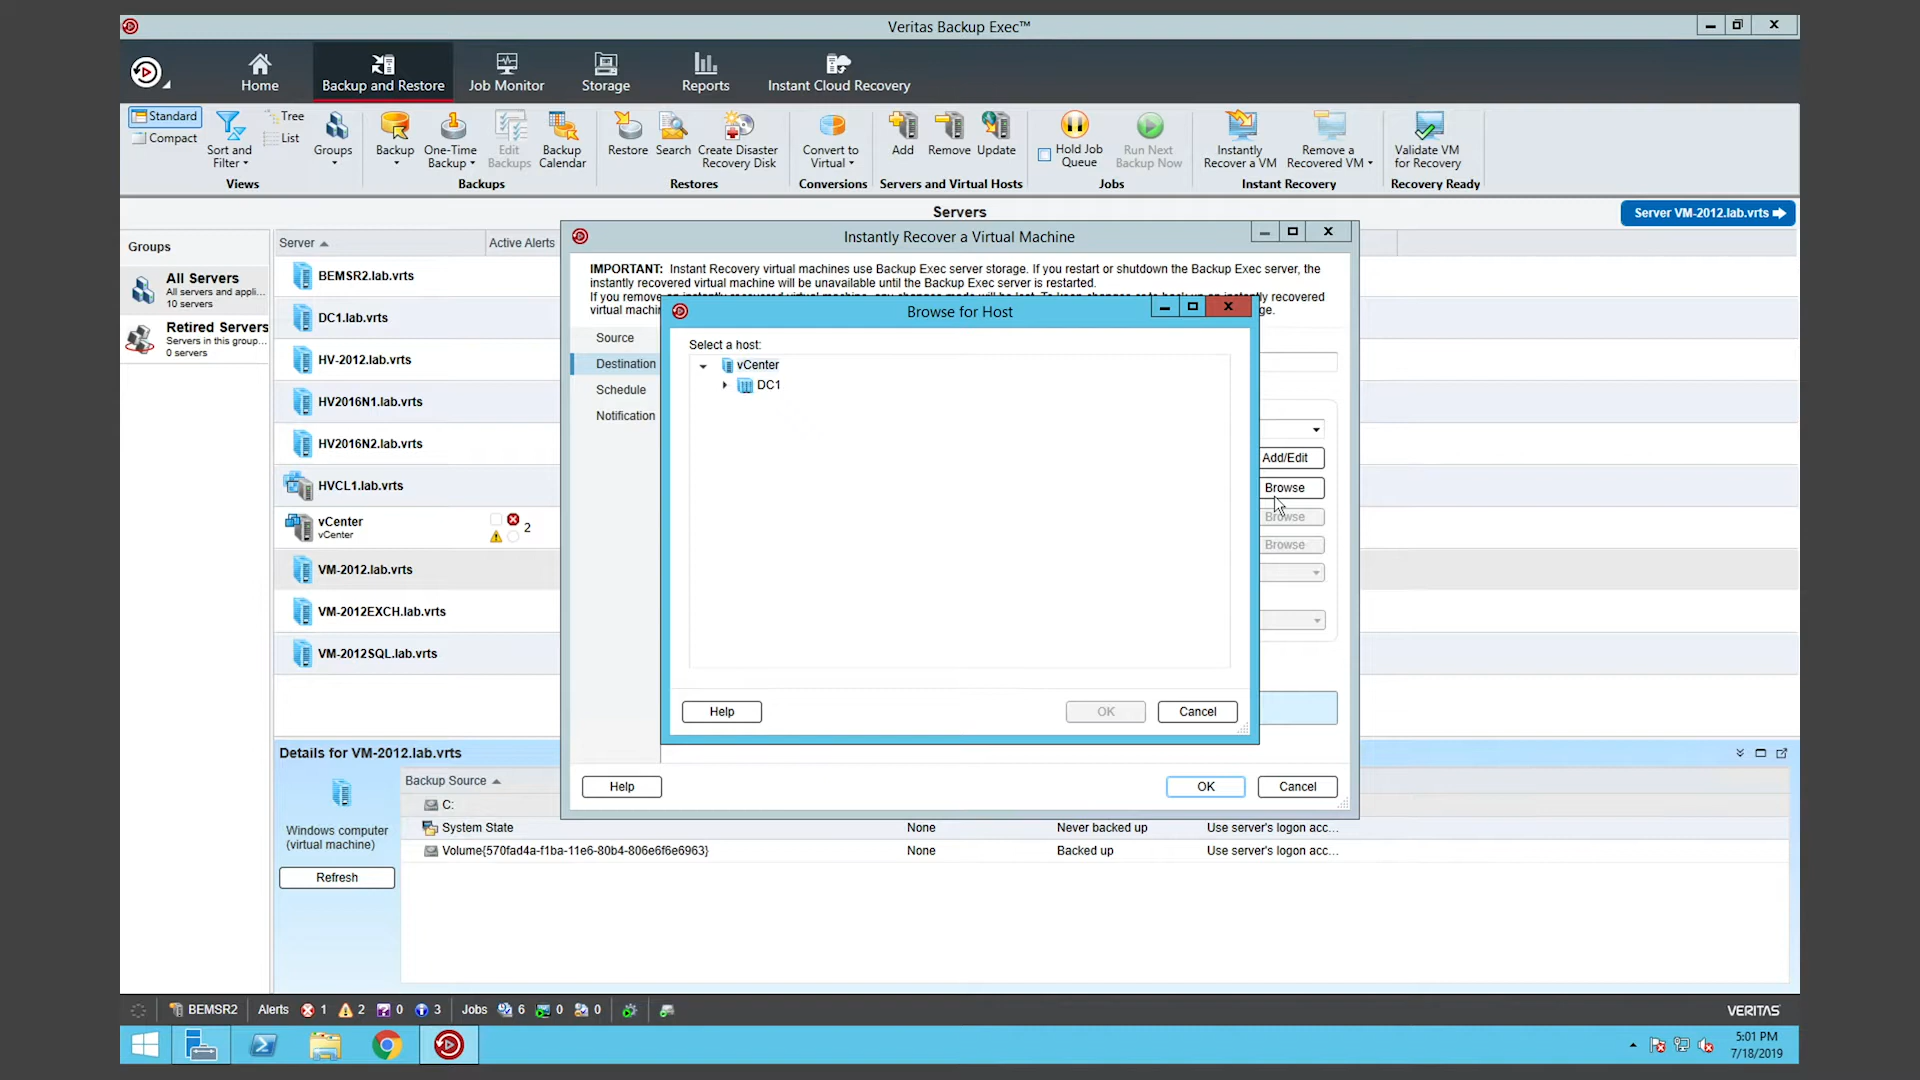 Veritas Backup Exec™
Home
Backup and Restore
Job Monitor
Storage
Reports
Instant Cloud Recovery
Standard
Compact
Sort and
Filter
Tree
List
Groups
Views
Backup
One-Time
Backup
Edit
Backups
Backup
Calendar
Backups
Restore
Search
Create Disaster
Recovery Disk
Restores
Convert to
Virtual
Conversions
Add
Remove
Update
Servers and Virtual Hosts
Hold Job
Queue
Run Next
Backup Now
Jobs
Instantly
Recover a VM
Remove a
Recovered VM
Instant Recovery
Validate VM
for Recovery
Recovery Ready
Servers
Server VM-2012.lab.vrts
Groups
All Servers
All servers and appli...
10 servers
Retired Servers
Servers in this group...
0 servers
Server
Active Alerts
BEMSR2.lab.vrts
DC1.lab.vrts
HV-2012.lab.vrts
HV2016N1.lab.vrts
HV2016N2.lab.vrts
HVCL1.lab.vrts
vCenter
vCenter
2
VM-2012.lab.vrts
VM-2012EXCH.lab.vrts
VM-2012SQL.lab.vrts
Instantly Recover a Virtual Machine
IMPORTANT: Instant Recovery virtual machines use Backup Exec server storage. If you restart or shutdown the Backup Exec server, the
instantly recovered virtual machine will be unavailable until the Backup Exec server is restarted.
If you remove
recovered
virtual machin
ge.
Source
Destination
Schedule
Notification
Add/Edit
Browse
Browse
Browse
Browse for Host
Select a host:
vCenter
DC1
Help
OK
Cancel
Help
OK
Cancel
Details for VM-2012.lab.vrts
Windows computer
(virtual machine)
Refresh
Backup Source
C:
System State None Never backed up Use server's logon acc...
Volume{570fad4a-f1ba-11e6-80b4-806e6f6e6963} None Backed up Use server's logon acc...
BEMSR2 Alerts 1 2 0 3 Jobs 6 0 0
VERITAS
5:01 PM
7/18/2019